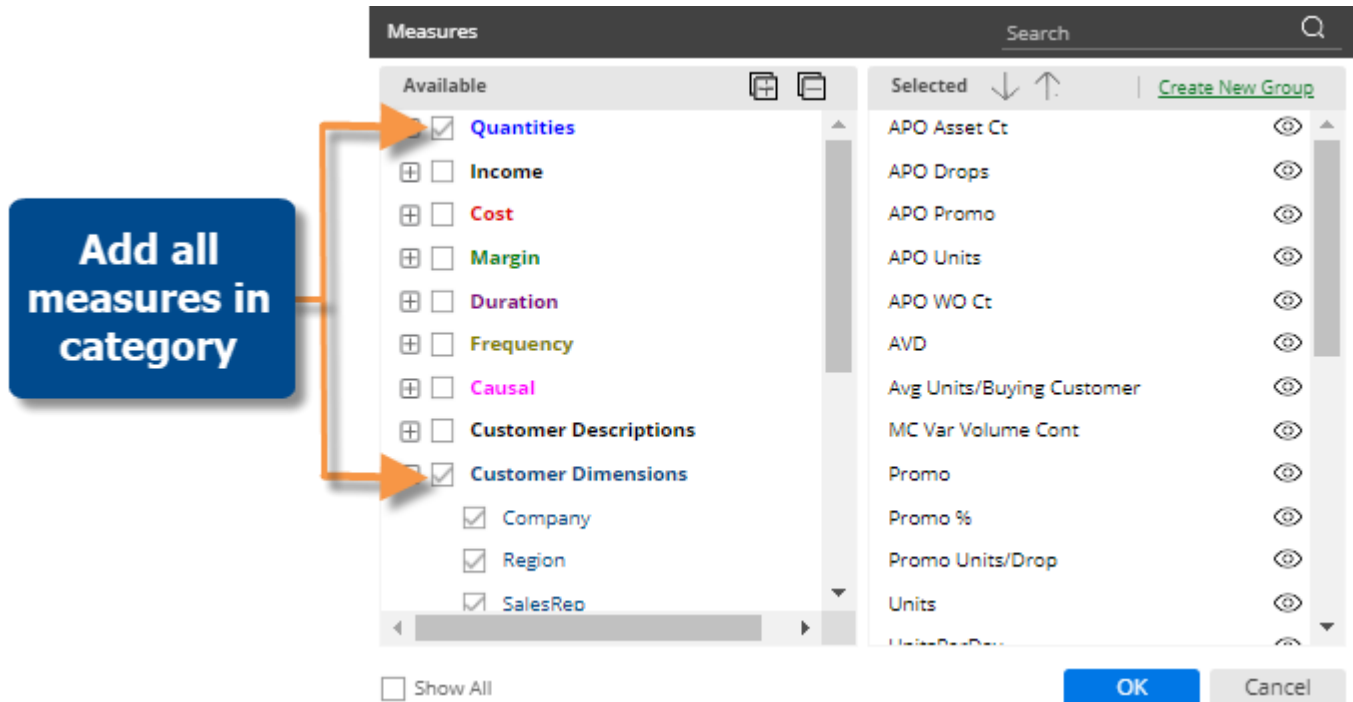 Measures
Search
Available
Selected
Create New Group
Add all
measures in
category
Quantities
Income
Cost
Margin
Duration
Frequency
Causal
Customer Descriptions
Customer Dimensions
Company
Region
SalesRep
APO Asset Ct
APO Drops
APO Promo
APO Units
APO WO Ct
AVD
Avg Units/Buying Customer
MC Var Volume Cont
Promo
Promo %
Promo Units/Drop
Units
UnitsPerDay
Show All
OK
Cancel